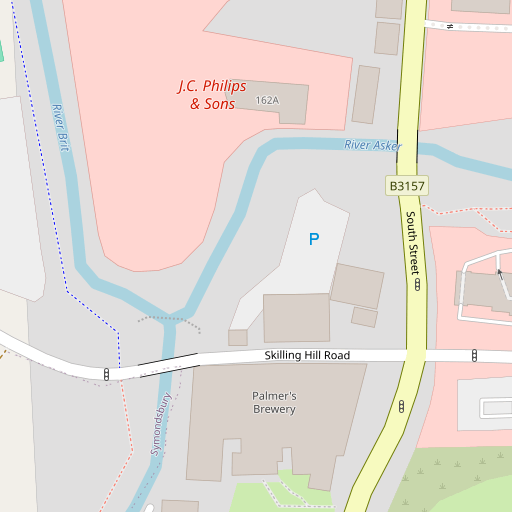 J.C. Philips
& Sons
162A
River Brit
River Asker
B3157
P
South Street
Skilling Hill Road
Palmer's
Brewery
Symondsbury